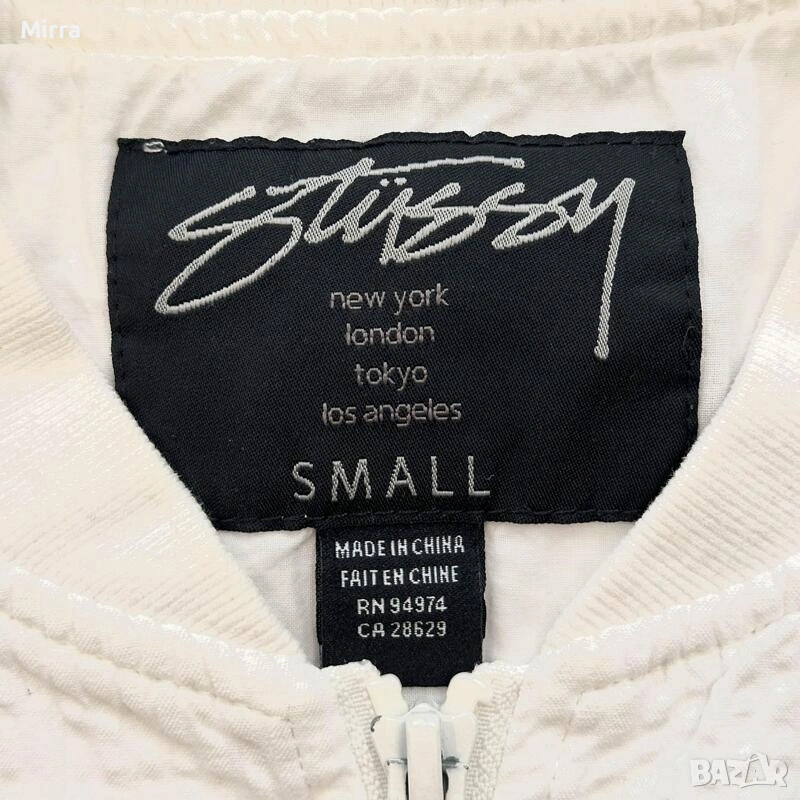 Mirra
Stüssy
new york
london
tokyo
los angeles
SMALL
MADE IN CHINA
FAIT EN CHINE
RN 94974
CA 28629
BAZAR